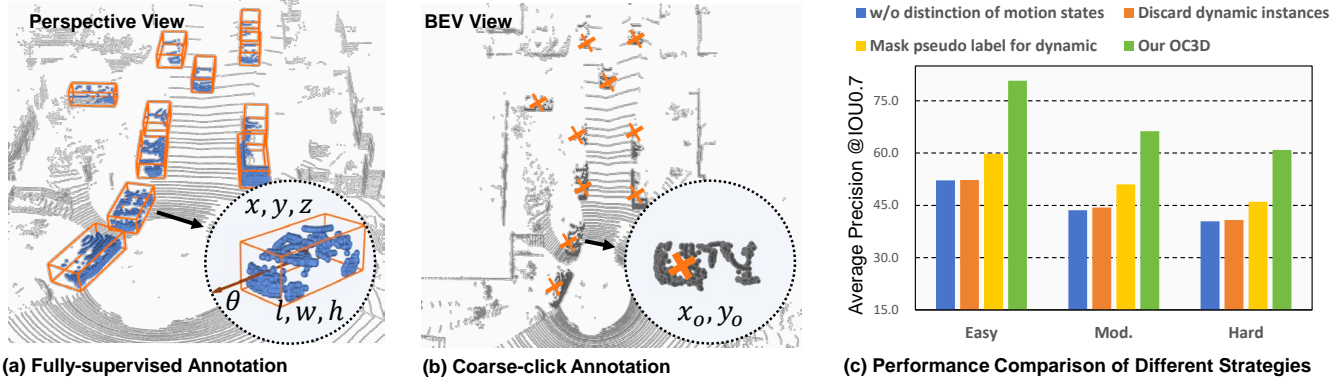 Perspective View
x, y, z
θ
l, w, h
(a) Fully-supervised Annotation
BEV View
x_o, y_o
(b) Coarse-click Annotation
w/o distinction of motion states
Discard dynamic instances
Mask pseudo label for dynamic
Our OC3D
Average Precision @IOU0.7
75.0
60.0
45.0
30.0
15.0
Easy
Mod.
Hard
(c) Performance Comparison of Different Strategies